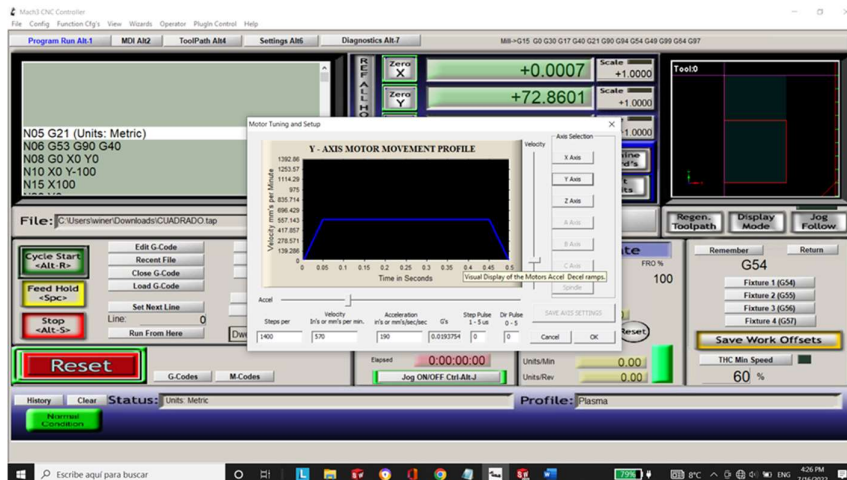 Mach3 CNC Controller
File Config Function Cfg's View Wizards Operator PlugIn Control Help
Program Run Alt-1 MDI Alt2 ToolPath Alt4 Settings Alt6 Diagnostics Alt-7 Mill->G15 G0 G30 G17 G40 G21 G90 G94 G54 G49 G99 G64 G97
REF ALL HO
Zero X +0.0007 Scale +1.0000
Zero Y +72.8601 Scale +1.0000
+1.0000
Tool:0
N05 G21 (Units: Metric)
N06 G53 G90 G40
N08 G0 X0 Y0
N10 X0 Y-100
N15 X100
File: C:\Users\winer\Downloads\CUADRADO.tap
Regen. Toolpath Display Mode Jog Follow
Cycle Start <Alt-R>
Feed Hold <Spc>
Stop <Alt-S>
Edit G-Code
Recent File
Close G-Code
Load G-Code
Set Next Line
Line: 0
Run From Here
Reset
G-Codes M-Codes
Motor Tuning and Setup
Y - AXIS MOTOR MOVEMENT PROFILE
Velocity mm's per Minute
1392.86
1253.57
1114.29
975
835.714
696.429
557.143
417.857
278.571
139.286
0
0 0.05 0.1 0.15 0.2 0.25 0.3 0.35 0.4 0.45 0.5
Time in Seconds
Velocity
Visual Display of the Motors Accel Decel ramps.
Axis Selection
X Axis
Y Axis
Z Axis
A Axis
B Axis
C Axis
Spindle
Accel
Steps per
1400
Velocity
In's or mm's per min.
570
Acceleration
in's or mm's/sec/sec
190
G's
0.0193754
Step Pulse
1 - 5 us
0
Dir Pulse
0 - 5
0
SAVE AXIS SETTINGS
Cancel OK
FRO %
100
Reset
Elapsed 0:00:00:00
Jog ON/OFF Ctrl-Alt-J
Units/Min 0.00
Units/Rev 0.00
Remember Return
G54
Fixture 1 (G54)
Fixture 2 (G55)
Fixture 3 (G56)
Fixture 4 (G57)
Save Work Offsets
THC Min Speed
60 %
History Clear Status: Units: Metric Profile: Plasma
Normal Condition
Escribe aquí para buscar
79% 8°C ENG 4:26 PM